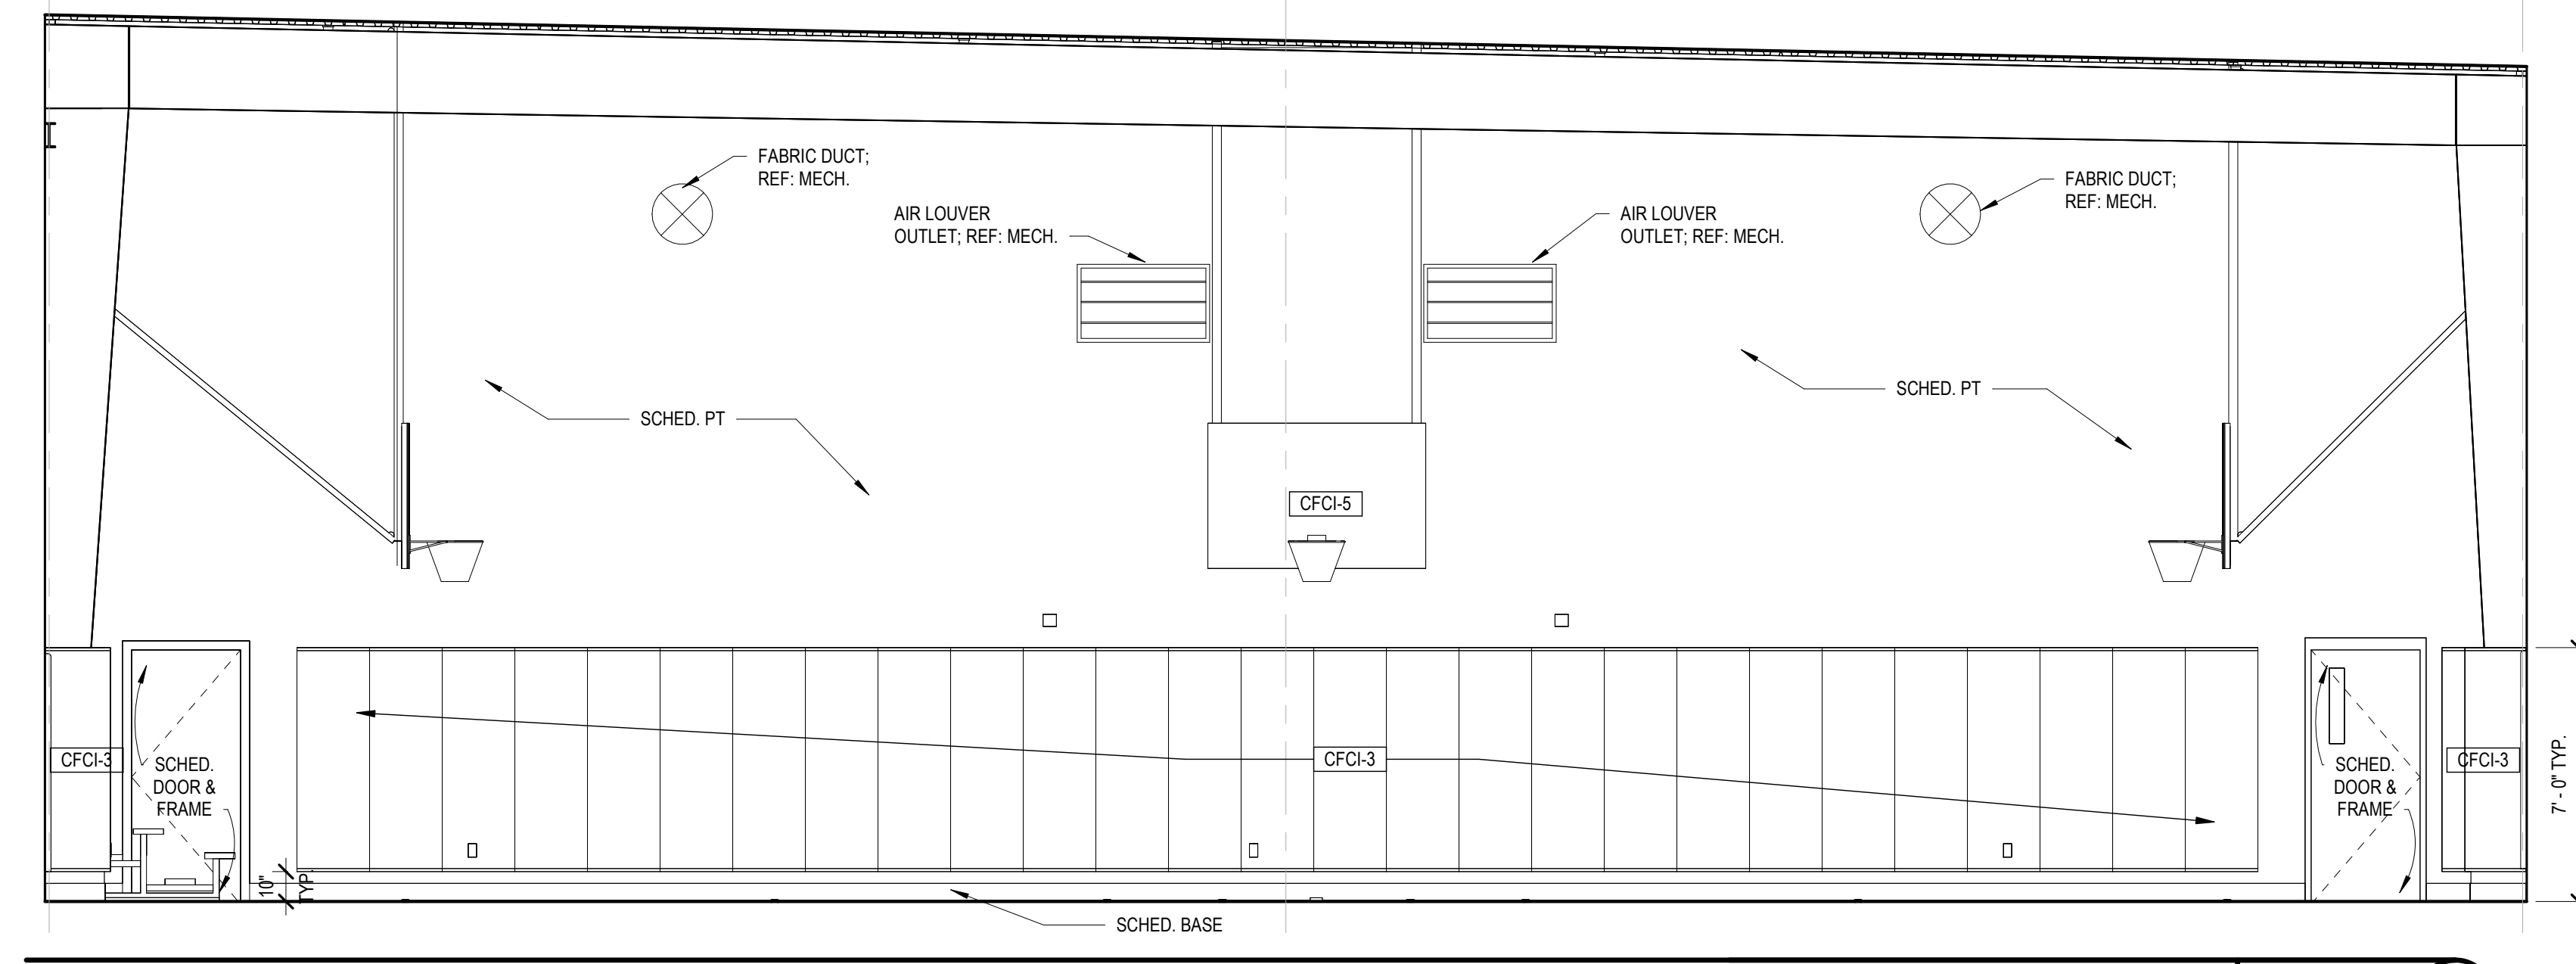 FABRIC DUCT;
REF: MECH.
FABRIC DUCT;
REF: MECH.
AIR LOUVER
OUTLET; REF: MECH.
AIR LOUVER
OUTLET; REF: MECH.
SCHED. PT
SCHED. PT
CFCI-5
CFCI-3
SCHED.
DOOR &
FRAME
CFCI-3
SCHED.
DOOR &
FRAME
CFCI-3
7' - 0" TYP.
10"
TYP.
SCHED. BASE